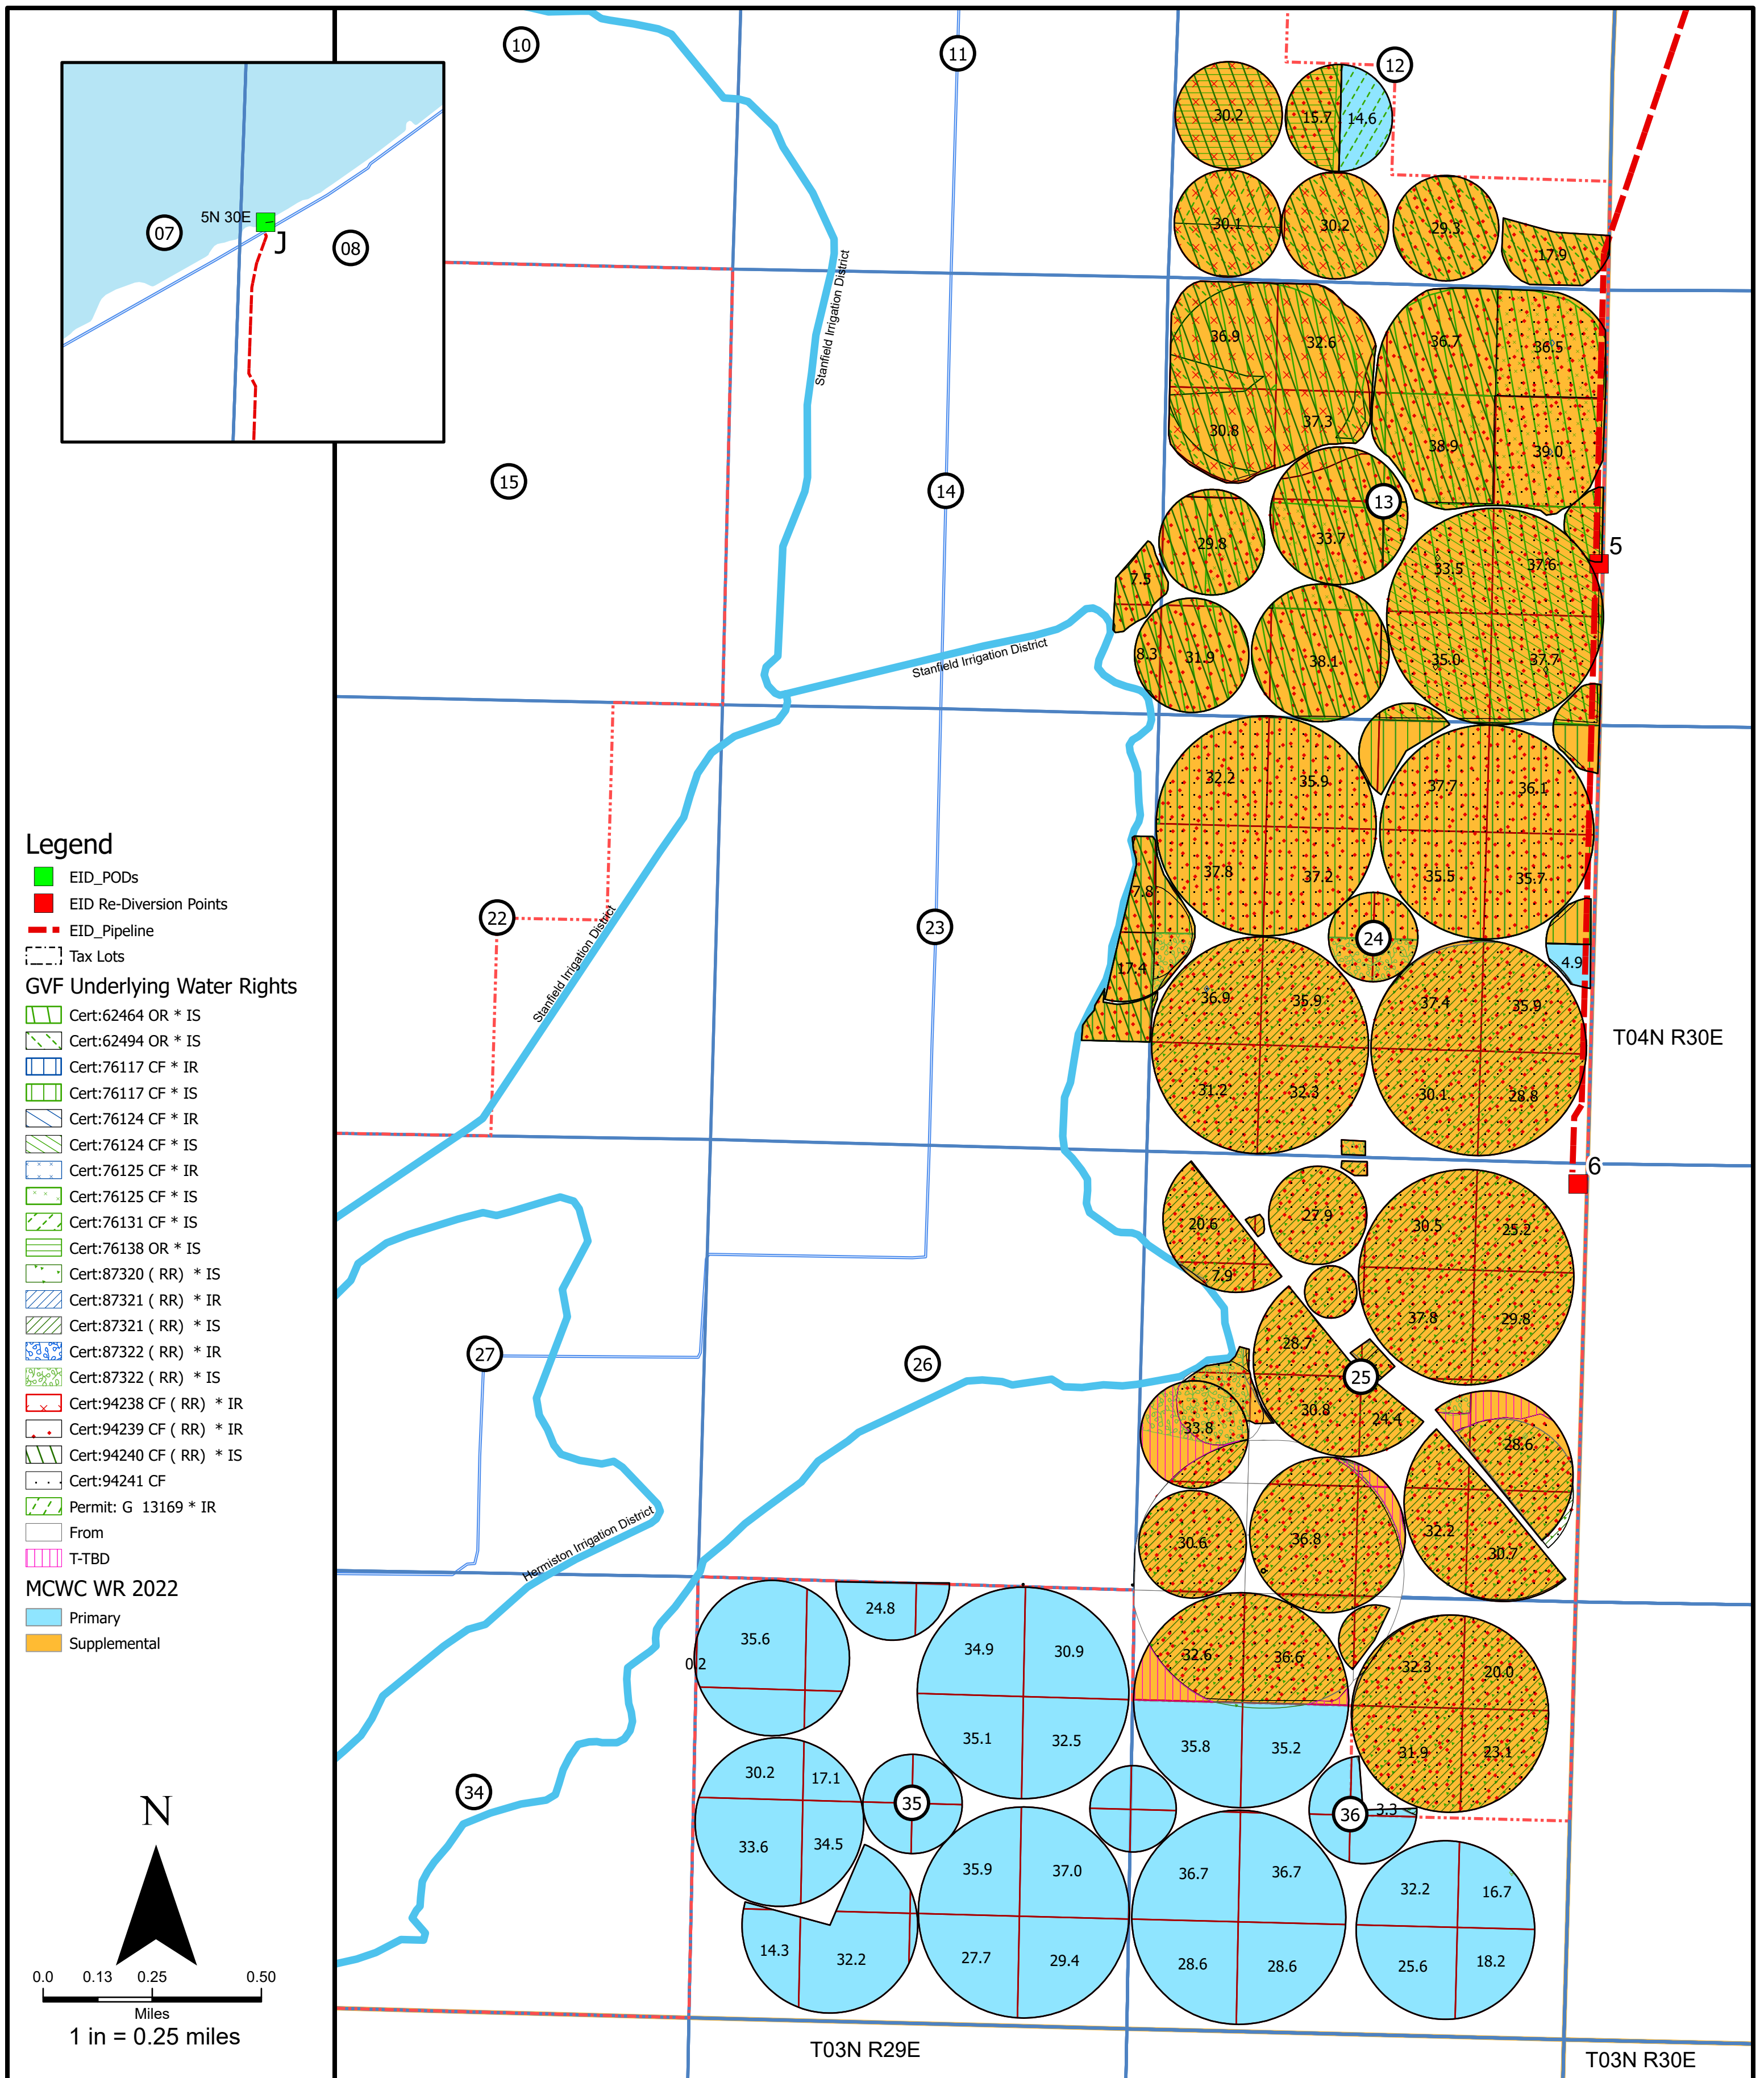 10
11
12
30.2
15.7
14.6
5N 30E
07
J
08
30.1
30.2
29.3
17.9
Stanfield Irrigation District
36.9
32.6
36.7
36.5
30.8
37.3
38.9
39.0
15
14
13
29.8
33.7
5
33.5
37.6
7.5
8.3
31.9
38.1
35.0
37.7
Stanfield Irrigation District
32.2
35.9
37.7
36.1
37.8
37.2
35.5
35.7
Legend
EID_PODs
EID Re-Diversion Points
EID_Pipeline
Tax Lots
GVF Underlying Water Rights
Cert:62464 OR * IS
Cert:62494 OR * IS
Cert:76117 CF * IR
Cert:76117 CF * IS
Cert:76124 CF * IR
Cert:76124 CF * IS
Cert:76125 CF * IR
Cert:76125 CF * IS
Cert:76131 CF * IS
Cert:76138 OR * IS
Cert:87320 ( RR) * IS
Cert:87321 ( RR) * IR
Cert:87321 ( RR) * IS
Cert:87322 ( RR) * IR
Cert:87322 ( RR) * IS
Cert:94238 CF ( RR) * IR
Cert:94239 CF ( RR) * IR
Cert:94240 CF ( RR) * IS
Cert:94241 CF
Permit: G 13169 * IR
From
T-TBD
MCWC WR 2022
Primary
Supplemental
7.8
22
23
24
17.4
4.9
Stanfield Irrigation District
36.9
35.9
37.4
35.9
T04N R30E
31.2
32.3
30.1
28.8
6
20.6
27.9
30.5
25.2
7.9
37.8
29.8
28.7
27
26
25
30.8
24.4
33.8
28.6
Hermiston Irrigation District
30.6
36.8
32.2
30.7
24.8
35.6
0.2
34.9
30.9
32.6
36.6
32.3
20.0
35.1
32.5
35.8
35.2
31.9
23.1
30.2
17.1
34
35
36
3.3
33.6
34.5
35.9
37.0
36.7
36.7
32.2
16.7
14.3
32.2
27.7
29.4
28.6
28.6
25.6
18.2
N
0.0 0.13 0.25 0.50
Miles
1 in = 0.25 miles
T03N R29E
T03N R30E